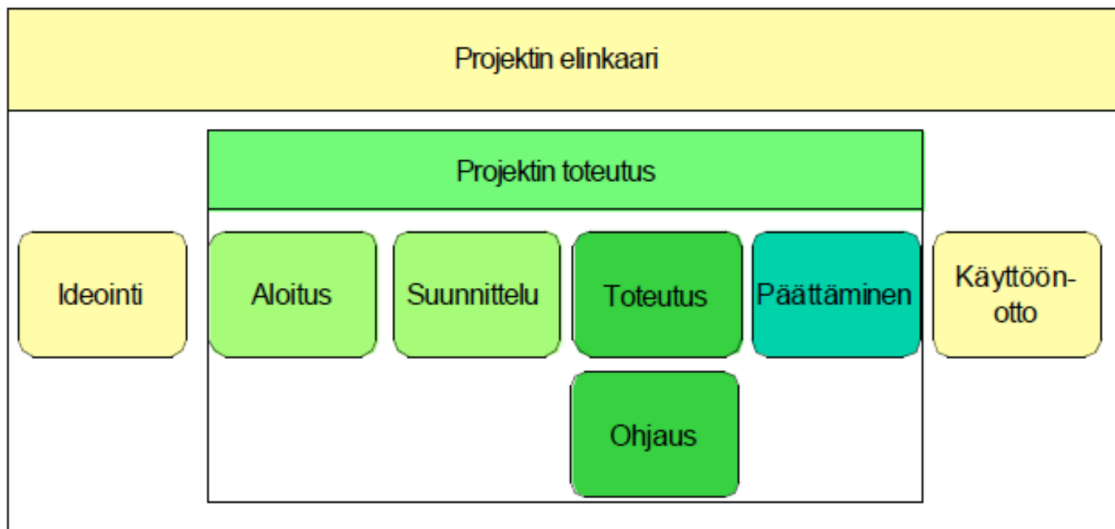 Projektin elinkaari
Projektin toteutus
Ideointi
Aloitus
Suunnittelu
Toteutus
Päättäminen
Käyttöön-
otto
Ohjaus